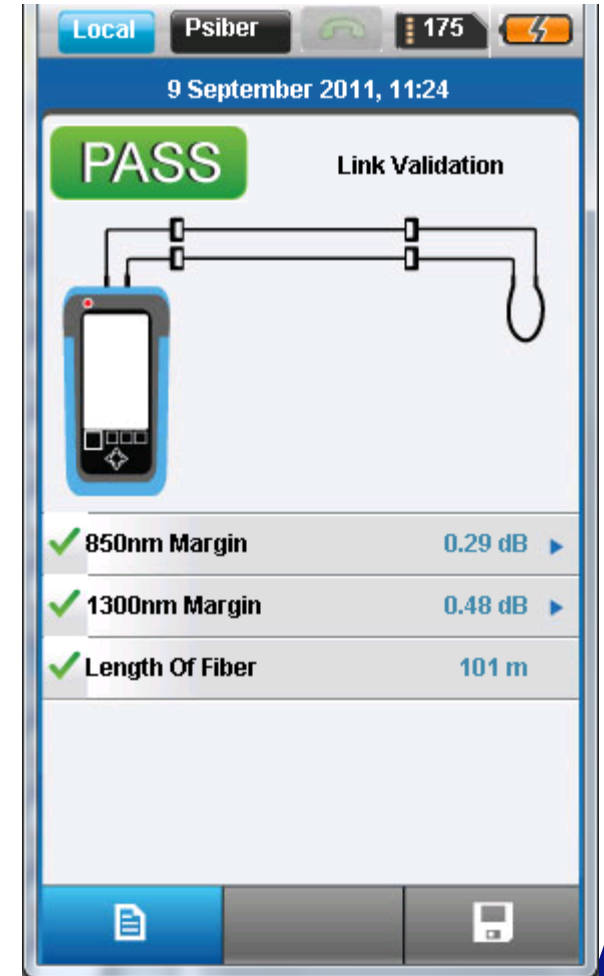 Local Psiber 175
9 September 2011, 11:24
PASS Link Validation
850nm Margin 0.29 dB
1300nm Margin 0.48 dB
Length Of Fiber 101 m